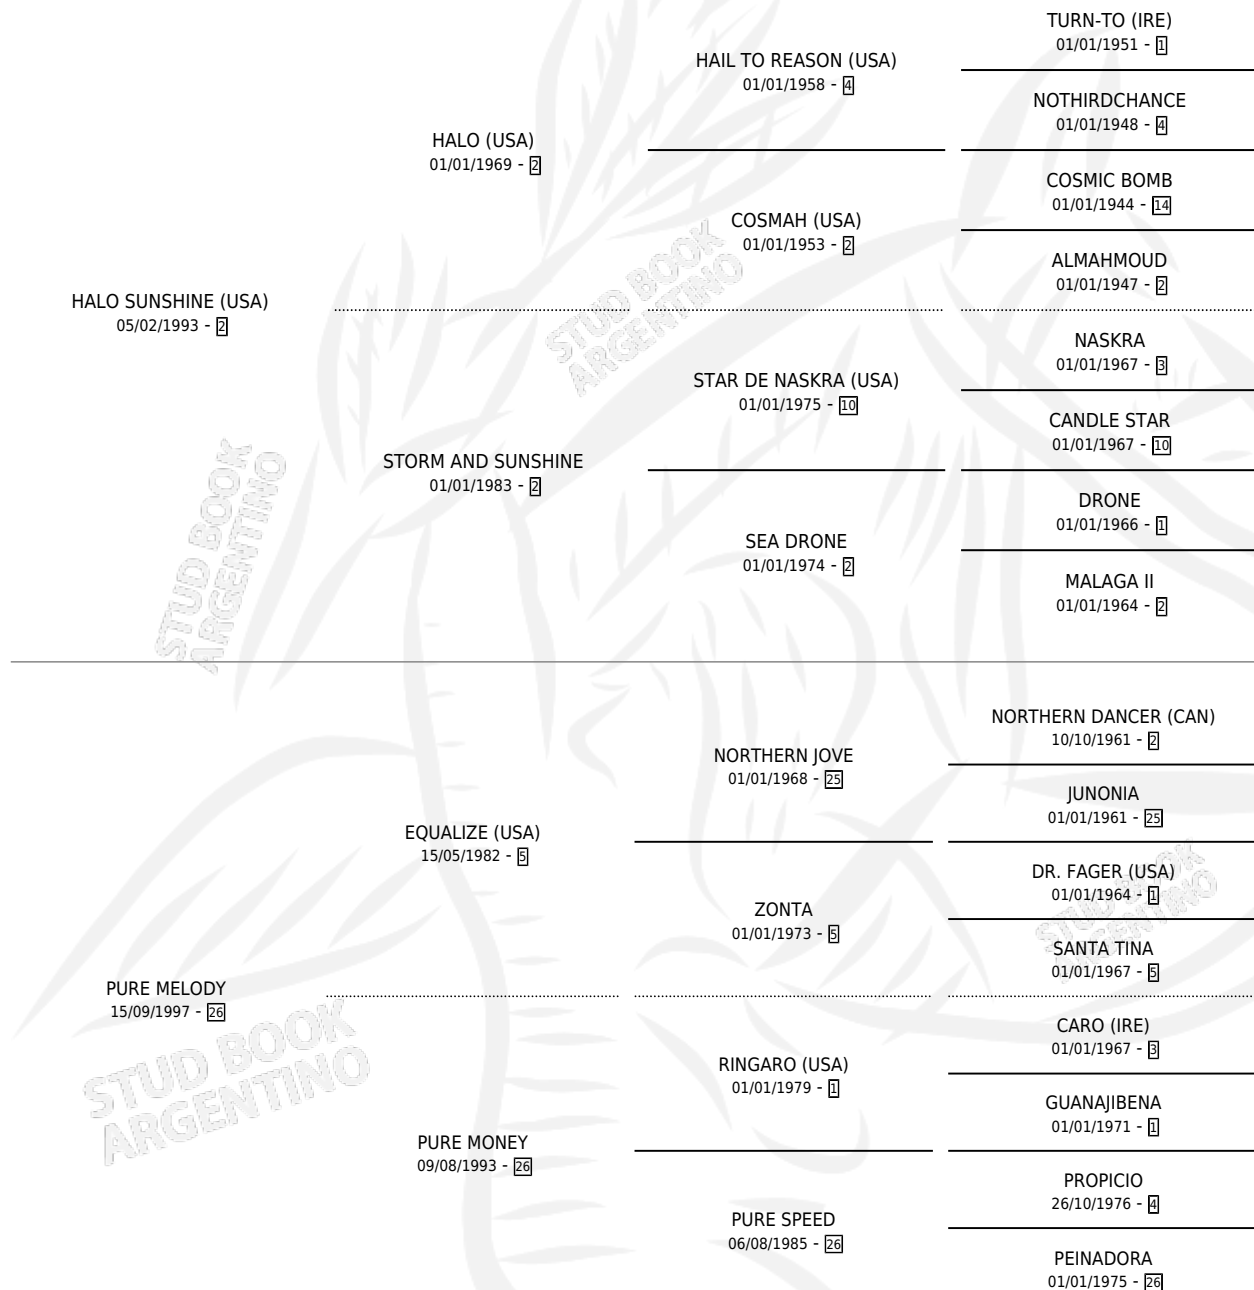 TURN-TO (IRE)
01/01/1951 - 1
HAIL TO REASON (USA)
01/01/1958 - 4
NOTHIRDCHANCE
01/01/1948 - 4
HALO (USA)
01/01/1969 - 2
COSMIC BOMB
01/01/1944 - 14
COSMAH (USA)
01/01/1953 - 2
ALMAHMOUD
01/01/1947 - 2
HALO SUNSHINE (USA)
05/02/1993 - 2
STUD BOOK
ARGENTINO
NASKRA
01/01/1967 - 3
STAR DE NASKRA (USA)
01/01/1975 - 10
CANDLE STAR
01/01/1967 - 10
STORM AND SUNSHINE
01/01/1983 - 2
DRONE
01/01/1966 - 1
SEA DRONE
01/01/1974 - 2
MALAGA II
01/01/1964 - 2
STUD BOOK
ARGENTINO
NORTHERN DANCER (CAN)
10/10/1961 - 2
NORTHERN JOVE
01/01/1968 - 25
JUNONIA
01/01/1961 - 25
EQUALIZE (USA)
15/05/1982 - 5
DR. FAGER (USA)
01/01/1964 - 1
ZONTA
01/01/1973 - 5
STUD BOOK
ARGENTINO
SANTA TINA
01/01/1967 - 5
PURE MELODY
15/09/1997 - 26
STUD BOOK
ARGENTINO
CARO (IRE)
01/01/1967 - 3
RINGARO (USA)
01/01/1979 - 1
GUANAJIBENA
01/01/1971 - 1
PURE MONEY
09/08/1993 - 26
PROPICIO
26/10/1976 - 4
PURE SPEED
06/08/1985 - 26
PEINADORA
01/01/1975 - 26